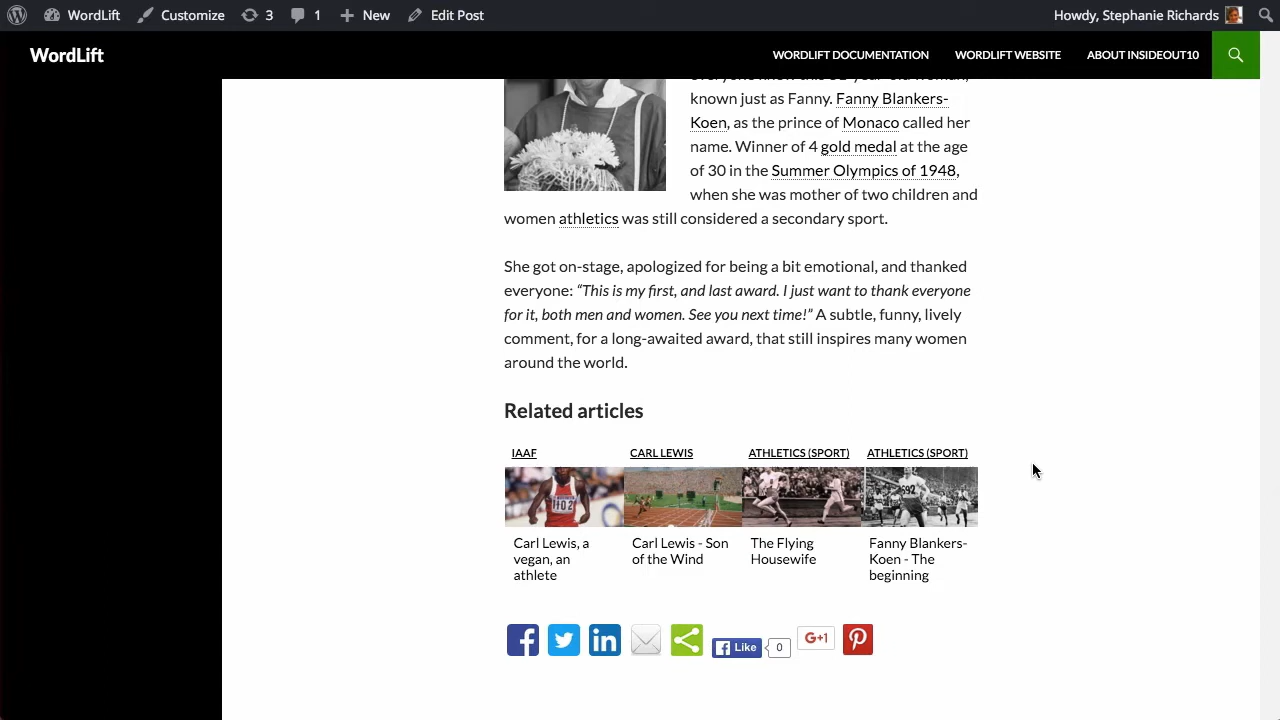 WordLift Customize 3 1 New Edit Post Howdy, Stephanie Richards
WordLift WORDLIFT DOCUMENTATION WORDLIFT WEBSITE ABOUT INSIDEOUT10
known just as Fanny. Fanny Blankers-
Koen, as the prince of Monaco called her
name. Winner of 4 gold medal at the age
of 30 in the Summer Olympics of 1948,
when she was mother of two children and
women athletics was still considered a secondary sport.
She got on-stage, apologized for being a bit emotional, and thanked
everyone: “This is my first, and last award. I just want to thank everyone
for it, both men and women. See you next time!” A subtle, funny, lively
comment, for a long-awaited award, that still inspires many women
around the world.
Related articles
IAAF CARL LEWIS ATHLETICS (SPORT) ATHLETICS (SPORT)
1102 692
Carl Lewis, a Carl Lewis - Son The Flying Fanny Blankers-
vegan, an of the Wind Housewife Koen - The
athlete beginning
Like 0 G+1